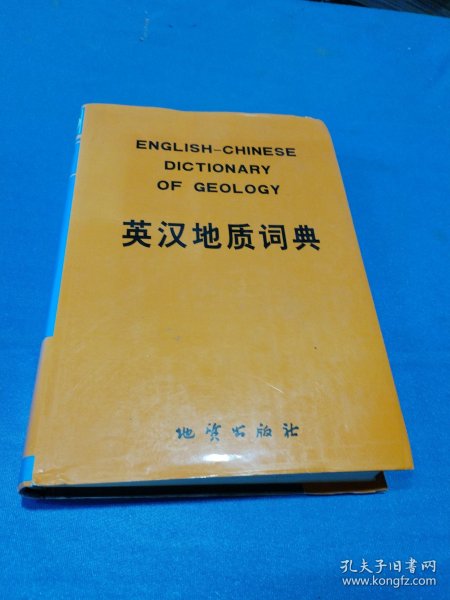 ENGLISH-CHINESE
DICTIONARY
OF GEOLOGY
英汉地质词典
地质出版社
孔夫子旧书网
www.kongfz.com